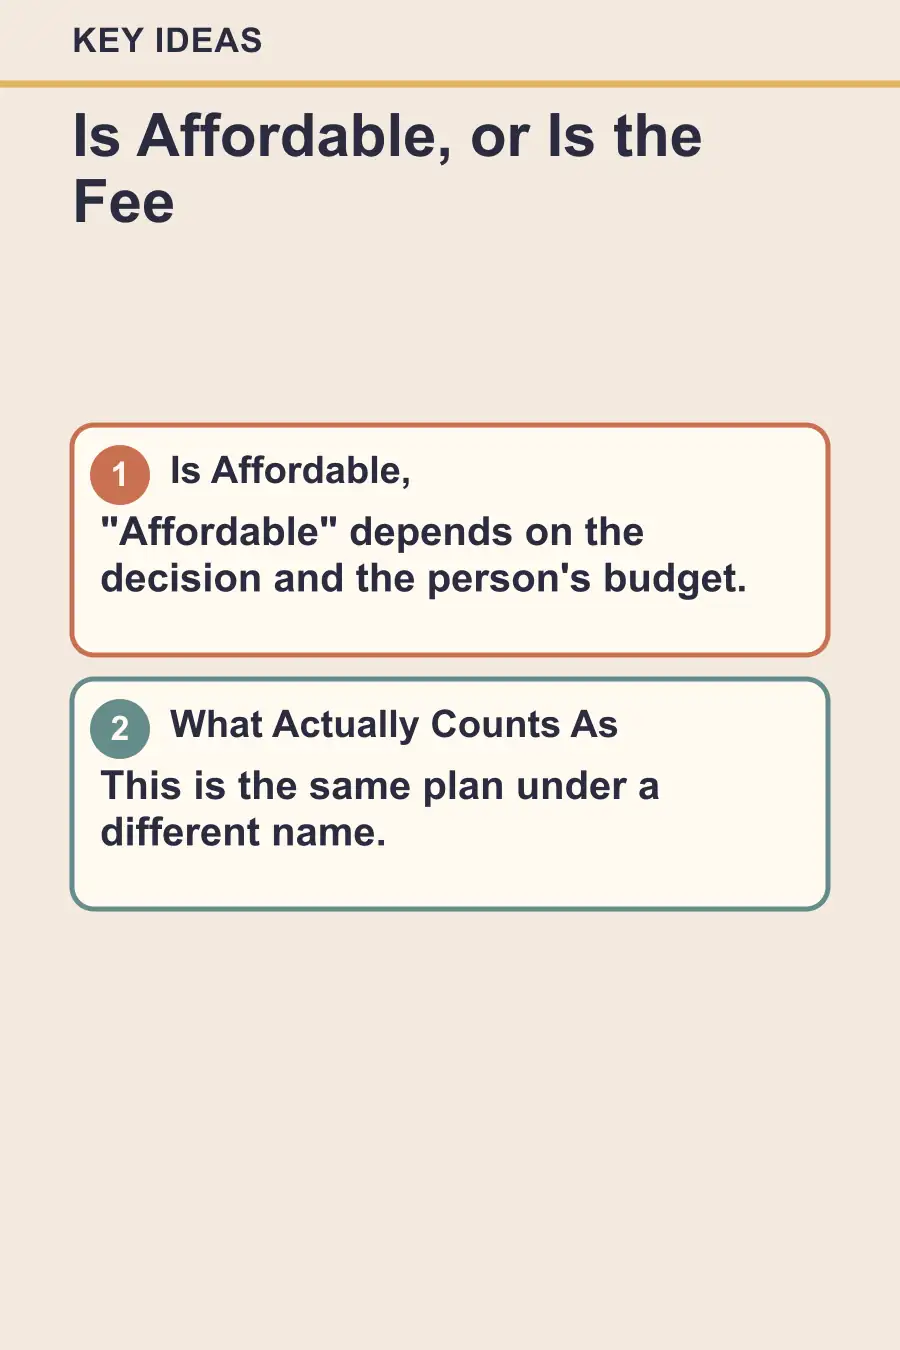 KEY IDEAS
Is Affordable, or Is the
Fee
1 Is Affordable,
"Affordable" depends on the
decision and the person's budget.
2 What Actually Counts As
This is the same plan under a
different name.